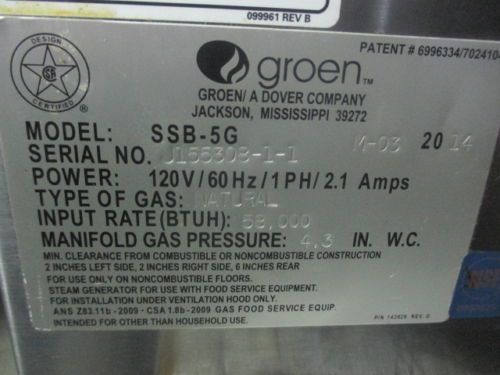 099961 REV B
DESIGN
CERTIFIED
PATENT # 6996334/702410
groen™
GROEN/ A DOVER COMPANY
JACKSON, MISSISSIPPI 39272
MODEL: SSB-5G
SERIAL NO. J155308-1-1 M-03 2014
POWER: 120V/60Hz/1PH/2.1 Amps
TYPE OF GAS: NATURAL
INPUT RATE(BTUH) 58,000
MANIFOLD GAS PRESSURE: 4.3 IN. W.C.
MIN. CLEARANCE FROM COMBUSTIBLE OR NONCOMBUSTIBLE CONSTRUCTION
2 INCHES LEFT SIDE, 2 INCHES RIGHT SIDE, 6 INCHES REAR
FOR USE ONLY ON NONCOMBUSTIBLE FLOORS.
STEAM GENERATOR FOR USE WITH FOOD SERVICE EQUIPMENT.
FOR INSTALLATION UNDER VENTILATION HOOD ONLY.
ANS Z83.11b - 2009 · CSA 1.8b - 2009 GAS FOOD SERVICE EQUIP.
INTENDED FOR OTHER THAN HOUSEHOLD USE.